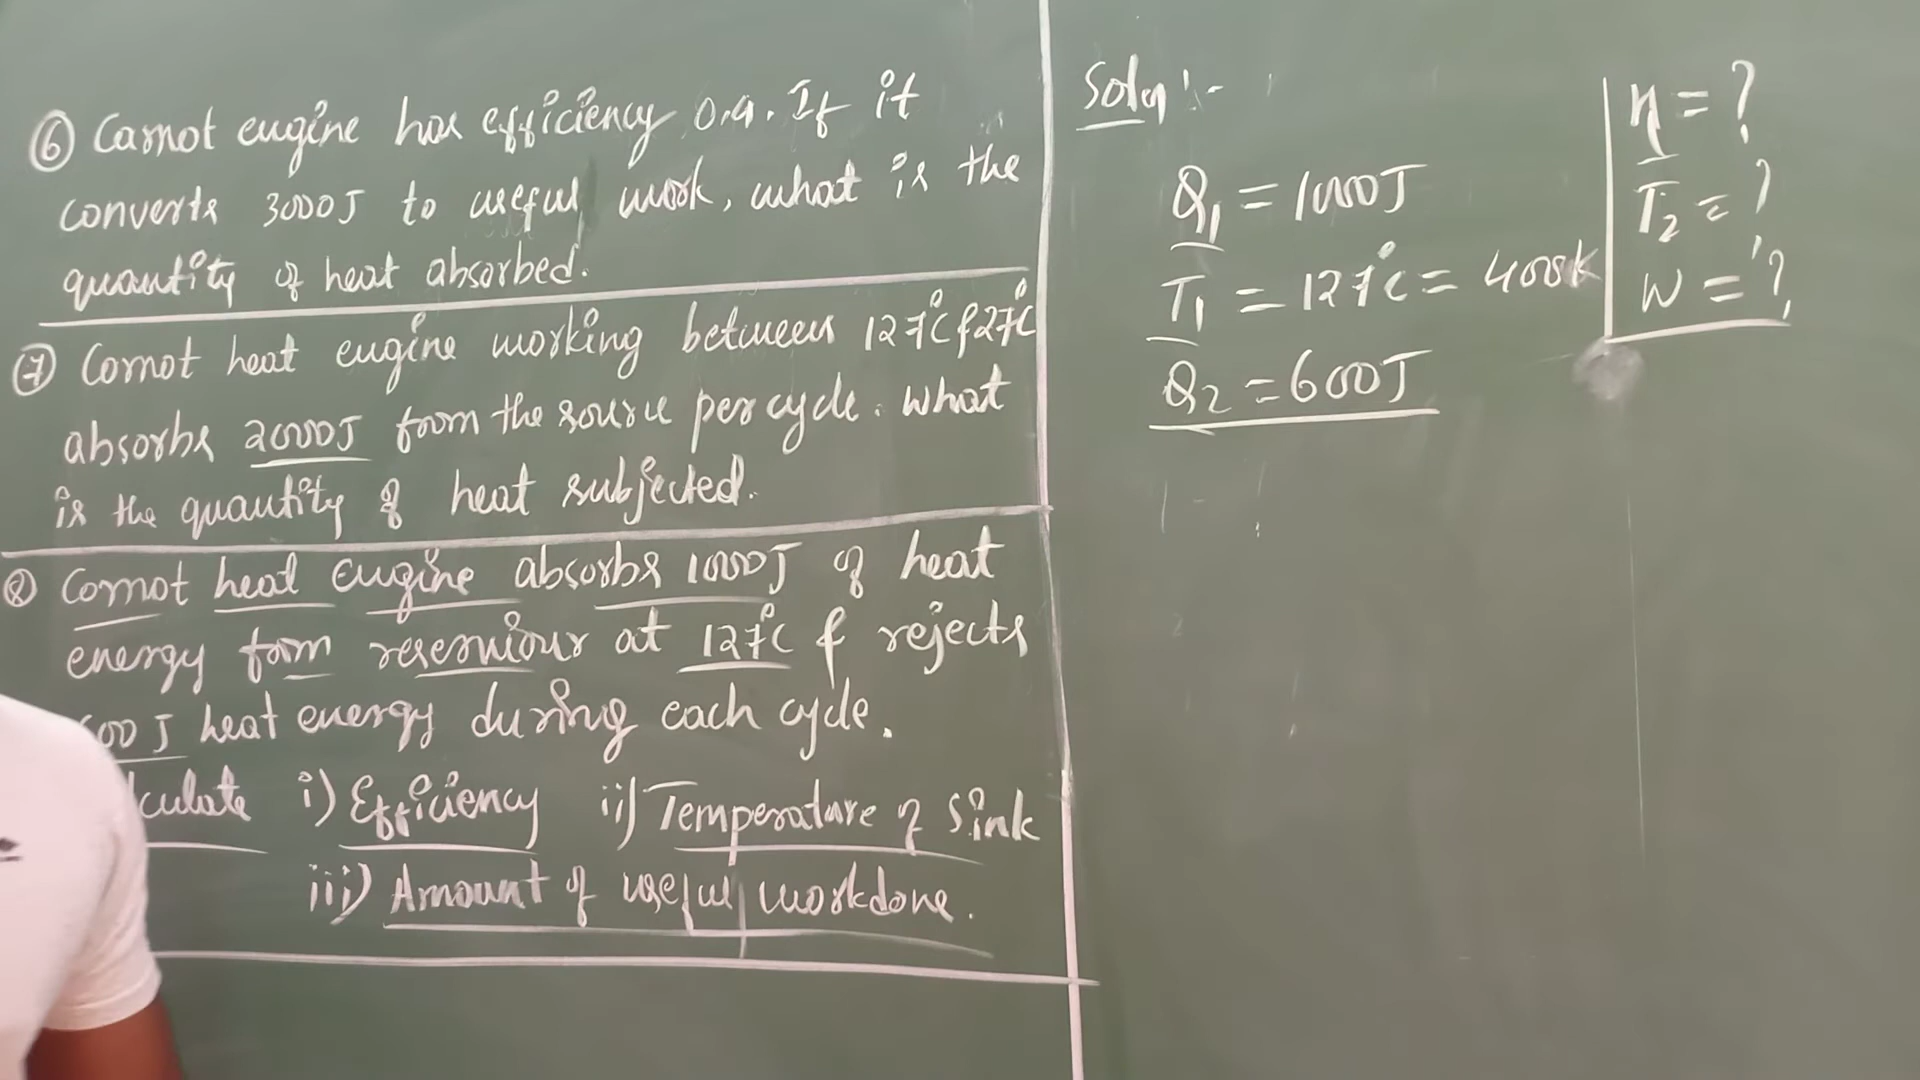 ⑥ Carnot engine has efficiency 0.9. If it
converts 3000J to useful work, what is the
quantity of heat absorbed.
⑦ Carnot heat engine working between 127°C & 27°C
absorbs 2000J from the source per cycle. What
is the quantity of heat subjected.
⑧ Carnot heat engine absorbs 1000J of heat
energy from at 127°C & rejects
00 J heat energy during each cycle.
culate i) Efficiency ii) Temperature of Sink
iii) Amount of useful workdone.
Soln :-
Q₁ = 1000J
T₁ = 127°C = 400K
Q₂ = 600J
η = ?
T₂ = ?
W = ?